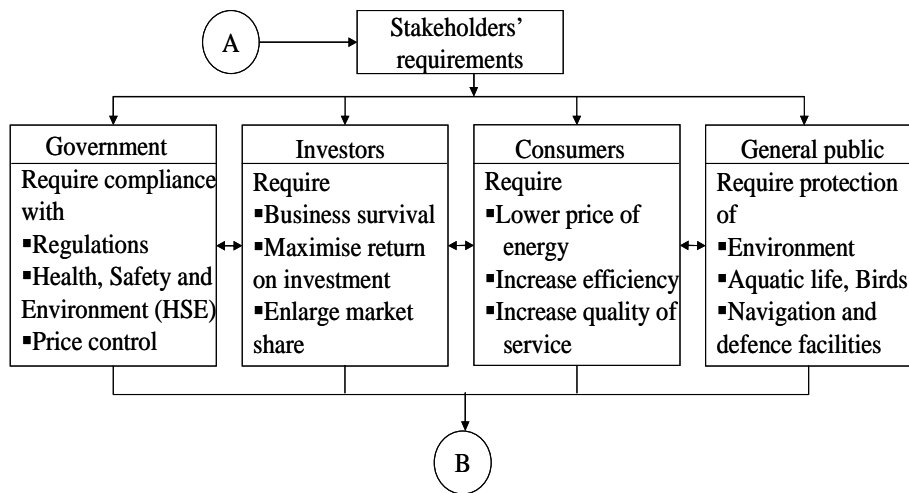 A
Stakeholders'
requirements
Government
Require compliance
with
▪Regulations
▪Health, Safety and
Environment (HSE)
▪Price control
Investors
Require
▪Business survival
▪Maximise return
on investment
▪Enlarge market
share
Consumers
Require
▪Lower price of
energy
▪Increase efficiency
▪Increase quality of
service
General public
Require protection
of
▪Environment
▪Aquatic life, Birds
▪Navigation and
defence facilities
B